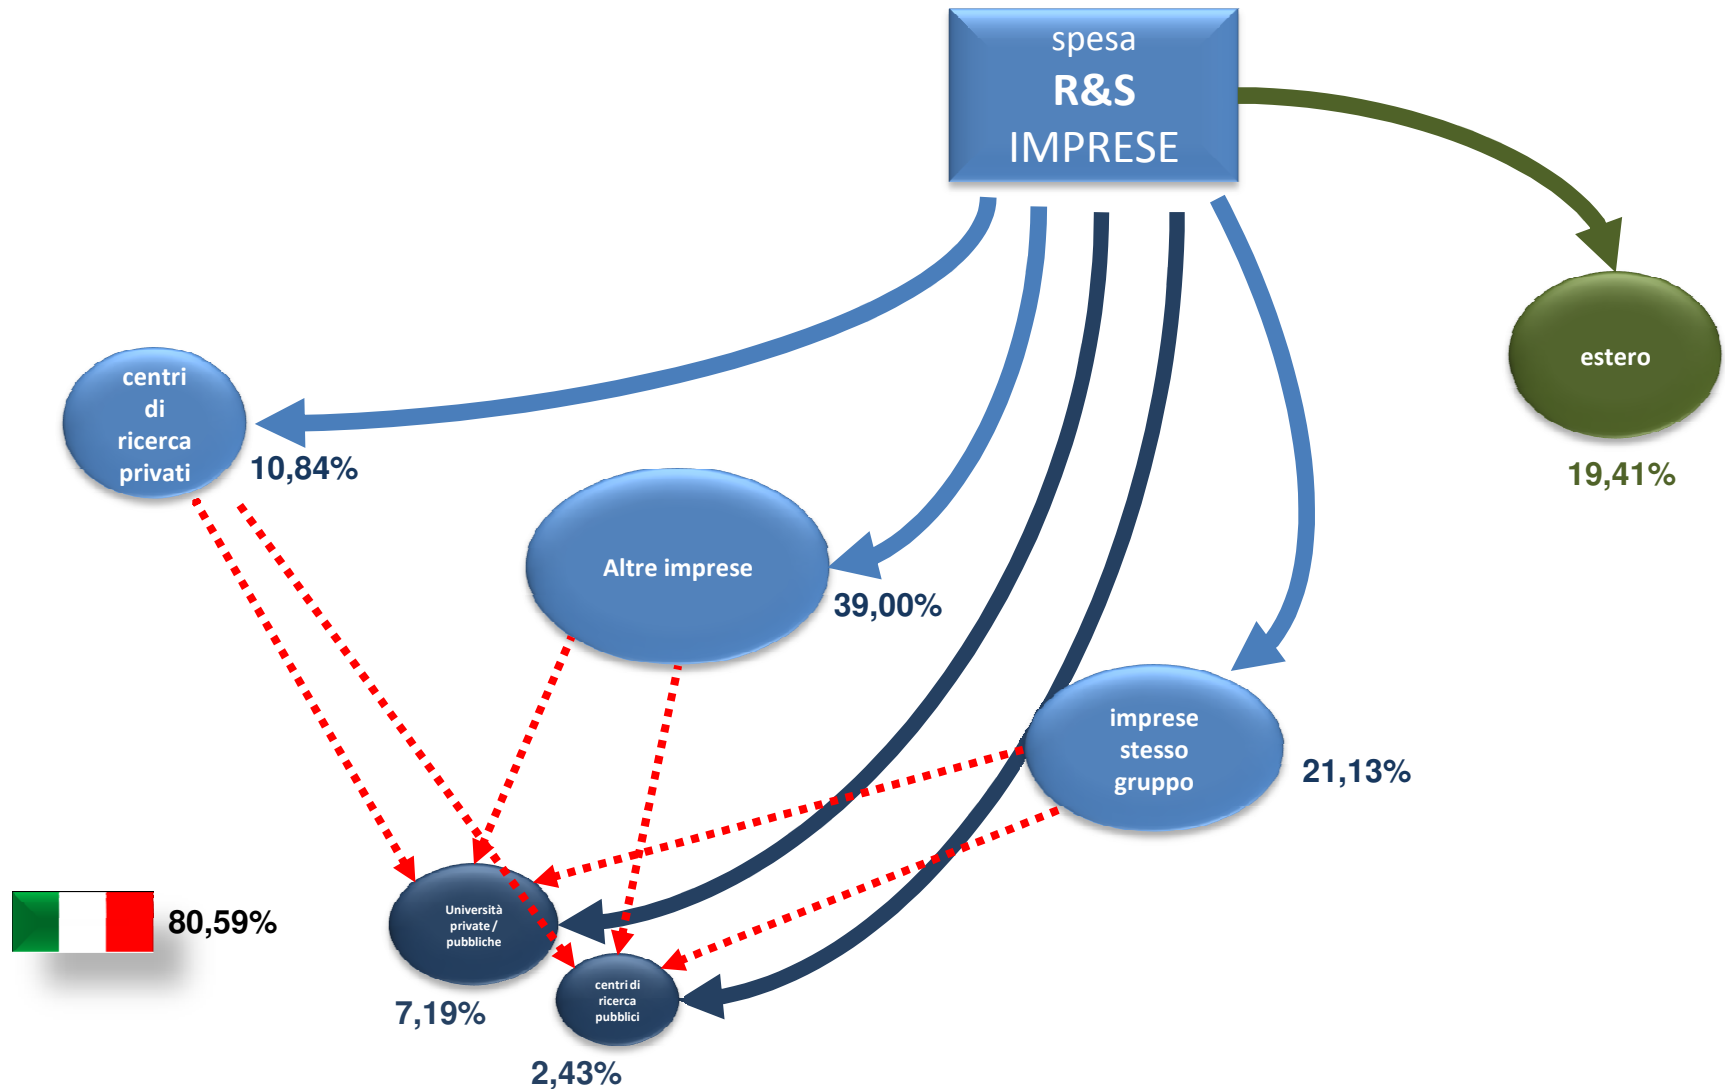 spesa
R&S
IMPRESE
estero
19,41%
centri
di
ricerca
privati
10,84%
Altre imprese
39,00%
imprese
stesso
gruppo
21,13%
80,59%
Università
private /
pubbliche
7,19%
centri di
ricerca
pubblici
2,43%